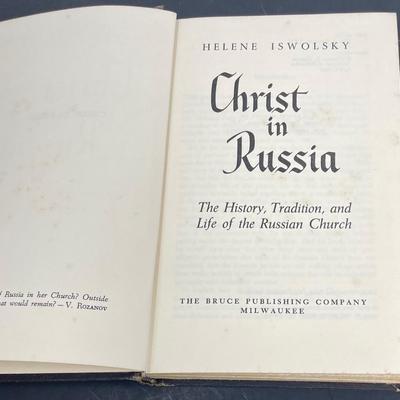 Russia in her Church? Outside
what would remain? — V. ROZANOV
HELENE ISWOLSKY
Christ
in
Russia
The History, Tradition, and
Life of the Russian Church
THE BRUCE PUBLISHING COMPANY
MILWAUKEE